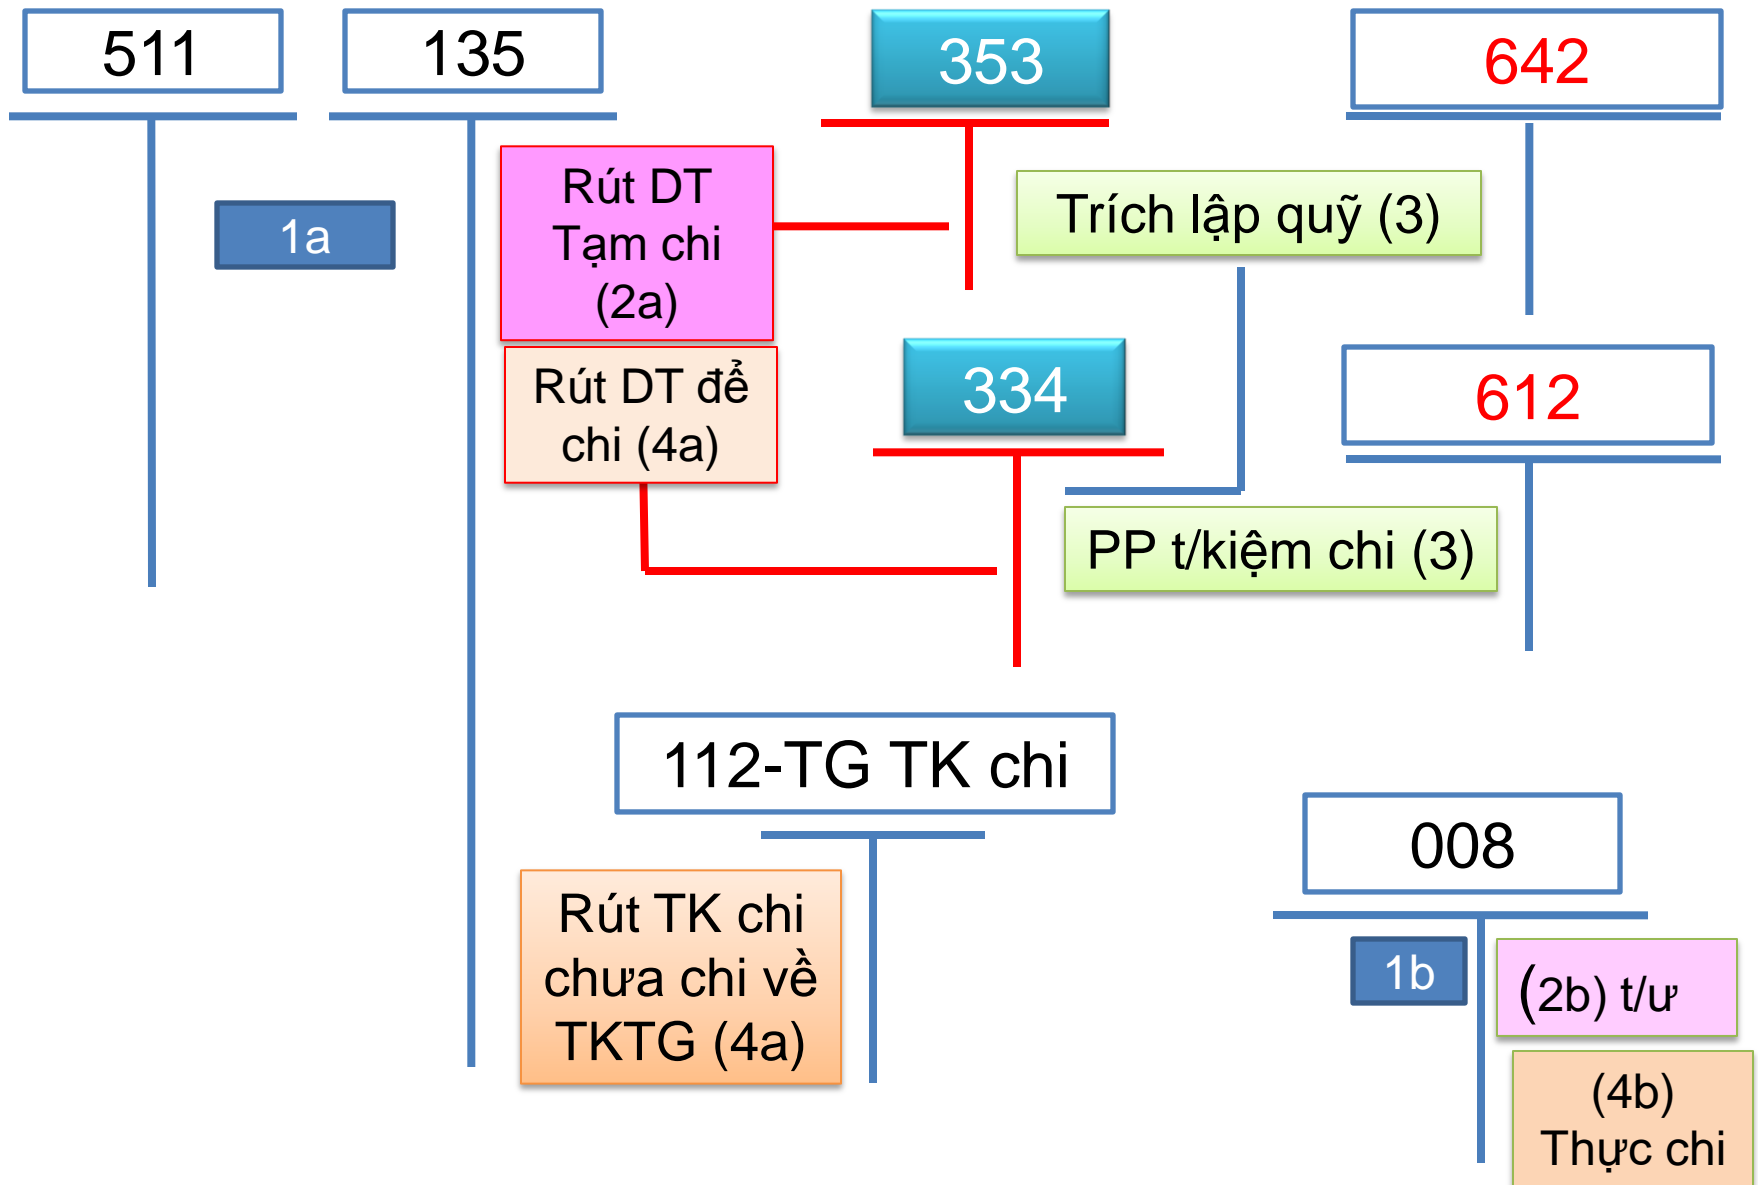 511
135
353
642
1a
Rút DT
Tạm chi
(2a)
Trích lập quỹ (3)
Rút DT để
chi (4a)
334
612
PP t/kiệm chi (3)
112-TG TK chi
008
Rút TK chi
chưa chi về
TKTG (4a)
1b
(2b) t/ư
(4b)
Thực chi